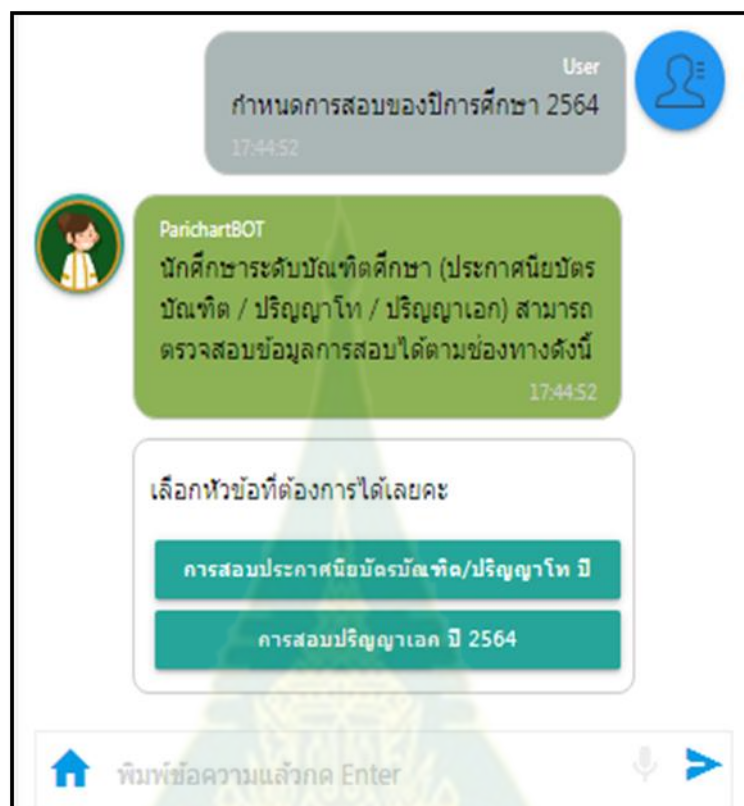 User
กำหนดการสอบของปีการศึกษา 2564
17:44:52
ParichartBOT
นักศึกษาระดับบัณฑิตศึกษา (ประกาศนียบัตร
บัณฑิต / ปริญญาโท / ปริญญาเอก) สามารถ
ตรวจสอบข้อมูลการสอบได้ตามช่องทางดังนี้
17:44:52
เลือกหัวข้อที่ต้องการได้เลยคะ
การสอบประกาศนียบัตรบัณฑิต/ปริญญาโท ปี
การสอบปริญญาเอก ปี 2564
พิมพ์ข้อความแล้วกด Enter